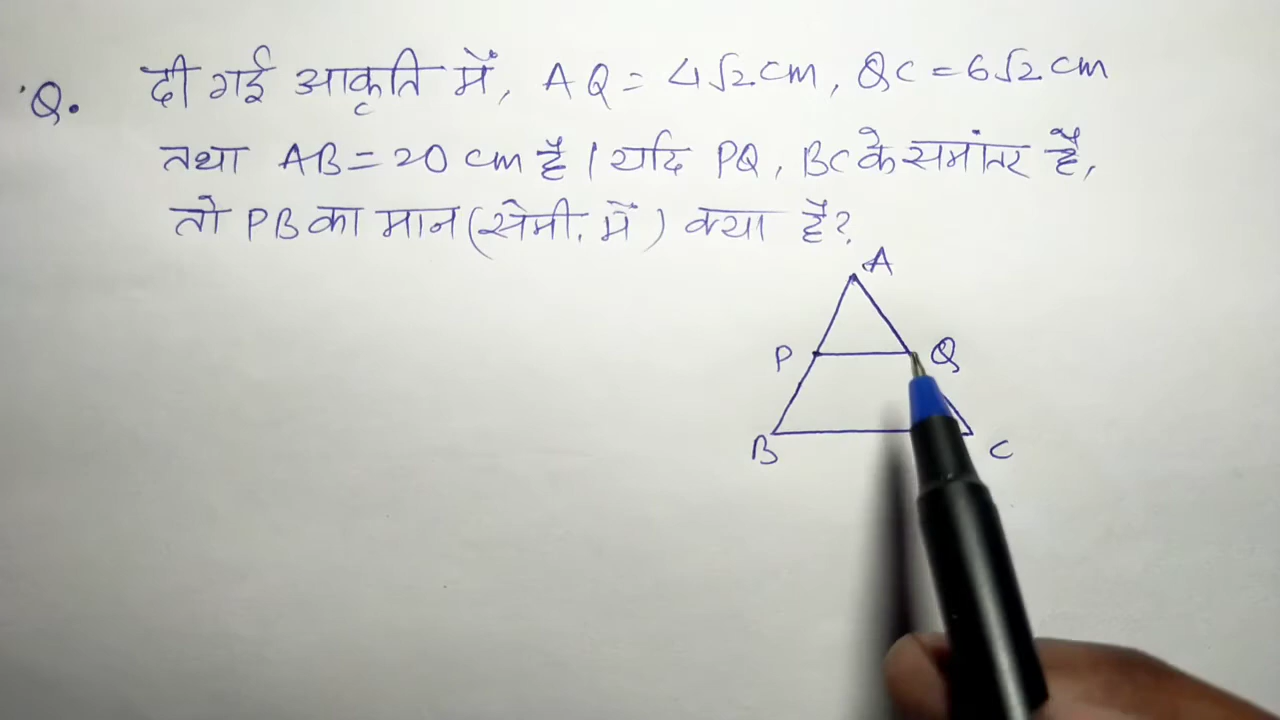 Q. दी गई आकृति में, AQ = 4√2 cm, QC = 6√2 cm
तथा AB = 20 cm है। यदि PQ, BC के समांतर है,
तो PB का मान (सेमी. में) क्या है?
A
P Q
B C